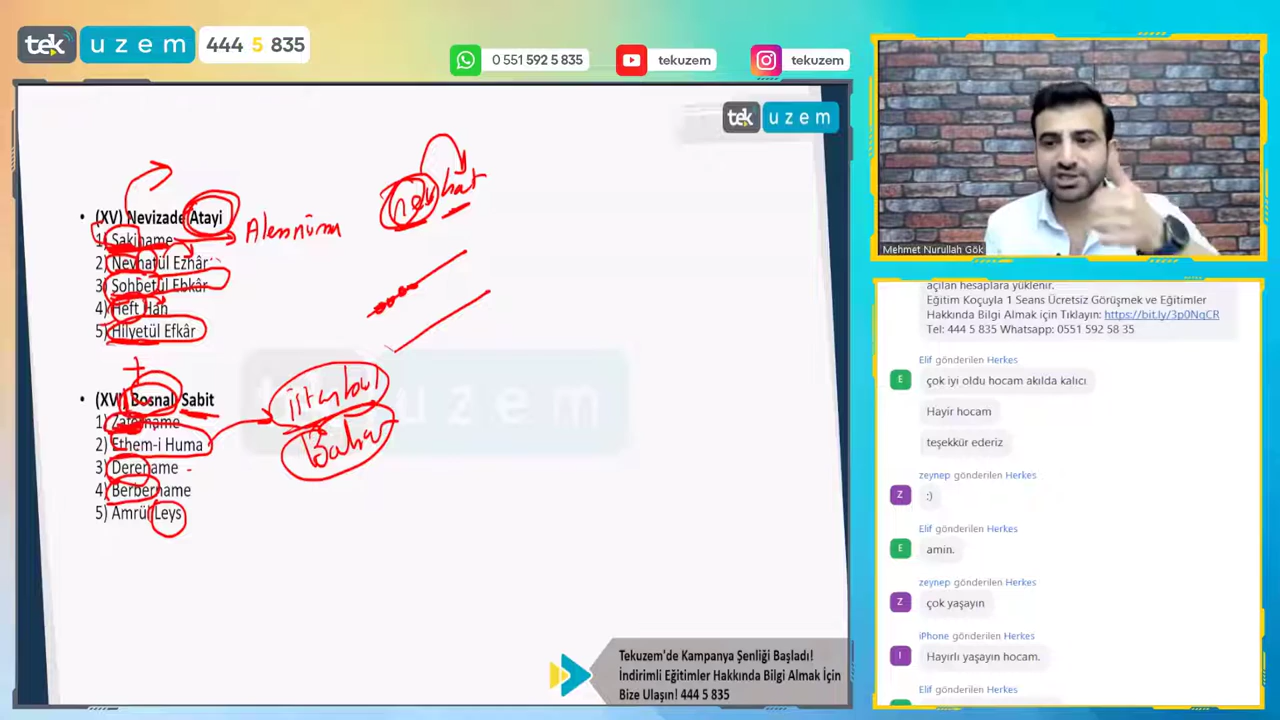 tek uzem 444 5 835
0 551 592 5 835
tekuzem
tekuzem
tek uzem
(XV) Nevizade Atayi
1) Sakiname
Alemnüma
2) Nevhatül Ezhâr
3) Sohbetül Ebkâr
4) Heft Han
5) Hilyetül Efkâr
nevhat
(XV) Bosnalı Sabit
1) Zafername
2) Ethem-i Huma
3) Derename
4) Berbername
5) Amrül Leys
istanbul
Bahar
Tekuzem'de Kampanya Şenliği Başladı!
İndirimli Eğitimler Hakkında Bilgi Almak İçin
Bize Ulaşın! 444 5 835
Mehmet Nurullah Gök
açılan hesaplara yüklenir.
Eğitim Koçuyla 1 Seans Ücretsiz Görüşmek ve Eğitimler
Hakkında Bilgi Almak için Tıklayın: https://bit.ly/3p0NqCR
Tel: 444 5 835 Whatsapp: 0551 592 58 35
Elif gönderilen Herkes
E çok iyi oldu hocam akılda kalıcı
Hayir hocam
teşekkür ederiz
zeynep gönderilen Herkes
Z :)
Elif gönderilen Herkes
E amin.
zeynep gönderilen Herkes
Z çok yaşayın
iPhone gönderilen Herkes
I Hayırlı yaşayın hocam.
Elif gönderilen Herkes